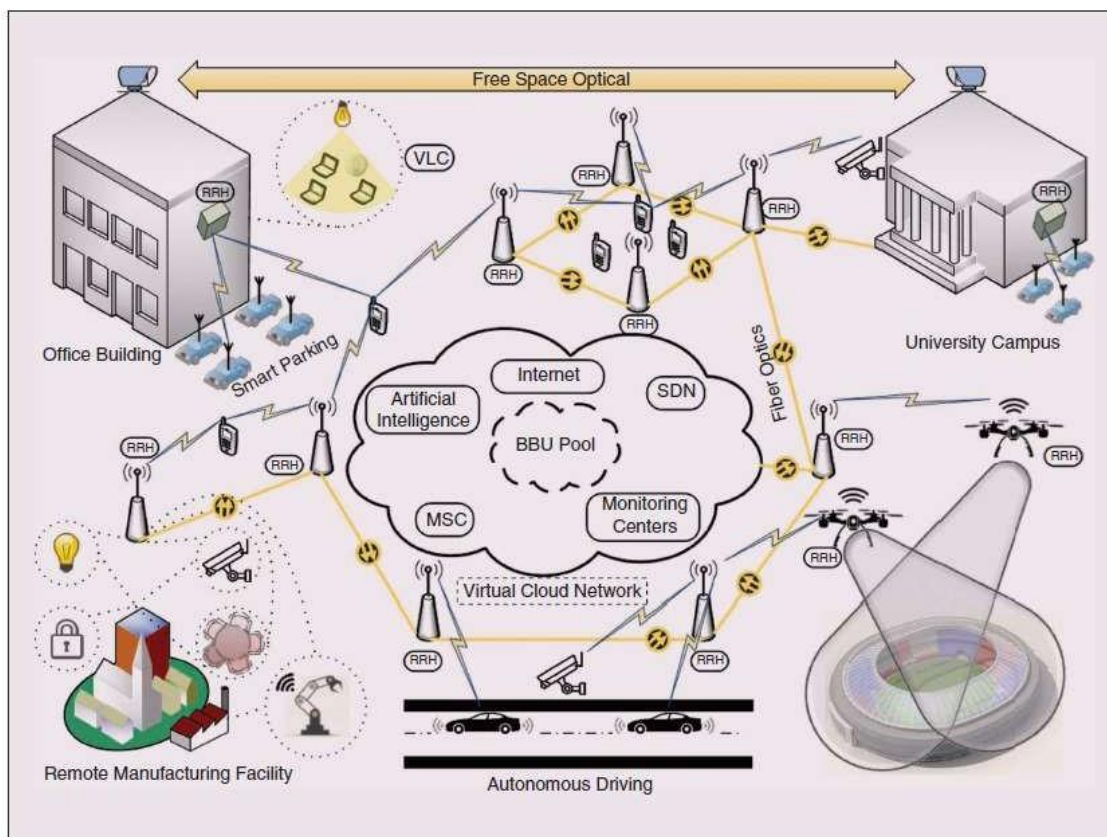 Free Space Optical
VLC
RRH
RRH
RRH
RRH
RRH
RRH
Office Building
Smart Parking
University Campus
Internet
SDN
Artificial
Intelligence
BBU Pool
Fiber Optics
RRH
RRH
RRH
RRH
MSC
Monitoring
Centers
RRH
Virtual Cloud Network
RRH
RRH
Remote Manufacturing Facility
Autonomous Driving